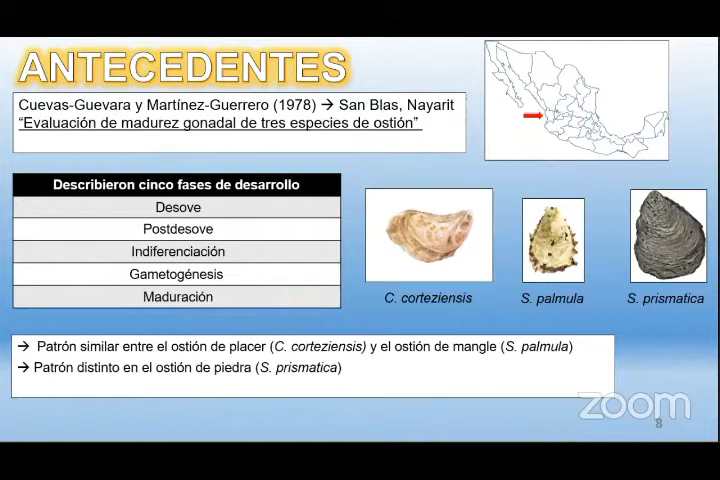 ANTECEDENTES
Cuevas-Guevara y Martínez-Guerrero (1978) → San Blas, Nayarit
“Evaluación de madurez gonadal de tres especies de ostión”
Describieron cinco fases de desarrollo
Desove
Postdesove
Indiferenciación
Gametogénesis
Maduración
C. corteziensis
S. palmula
S. prismatica
→ Patrón similar entre el ostión de placer (C. corteziensis) y el ostión de mangle (S. palmula)
→ Patrón distinto en el ostión de piedra (S. prismatica)
zoom
8